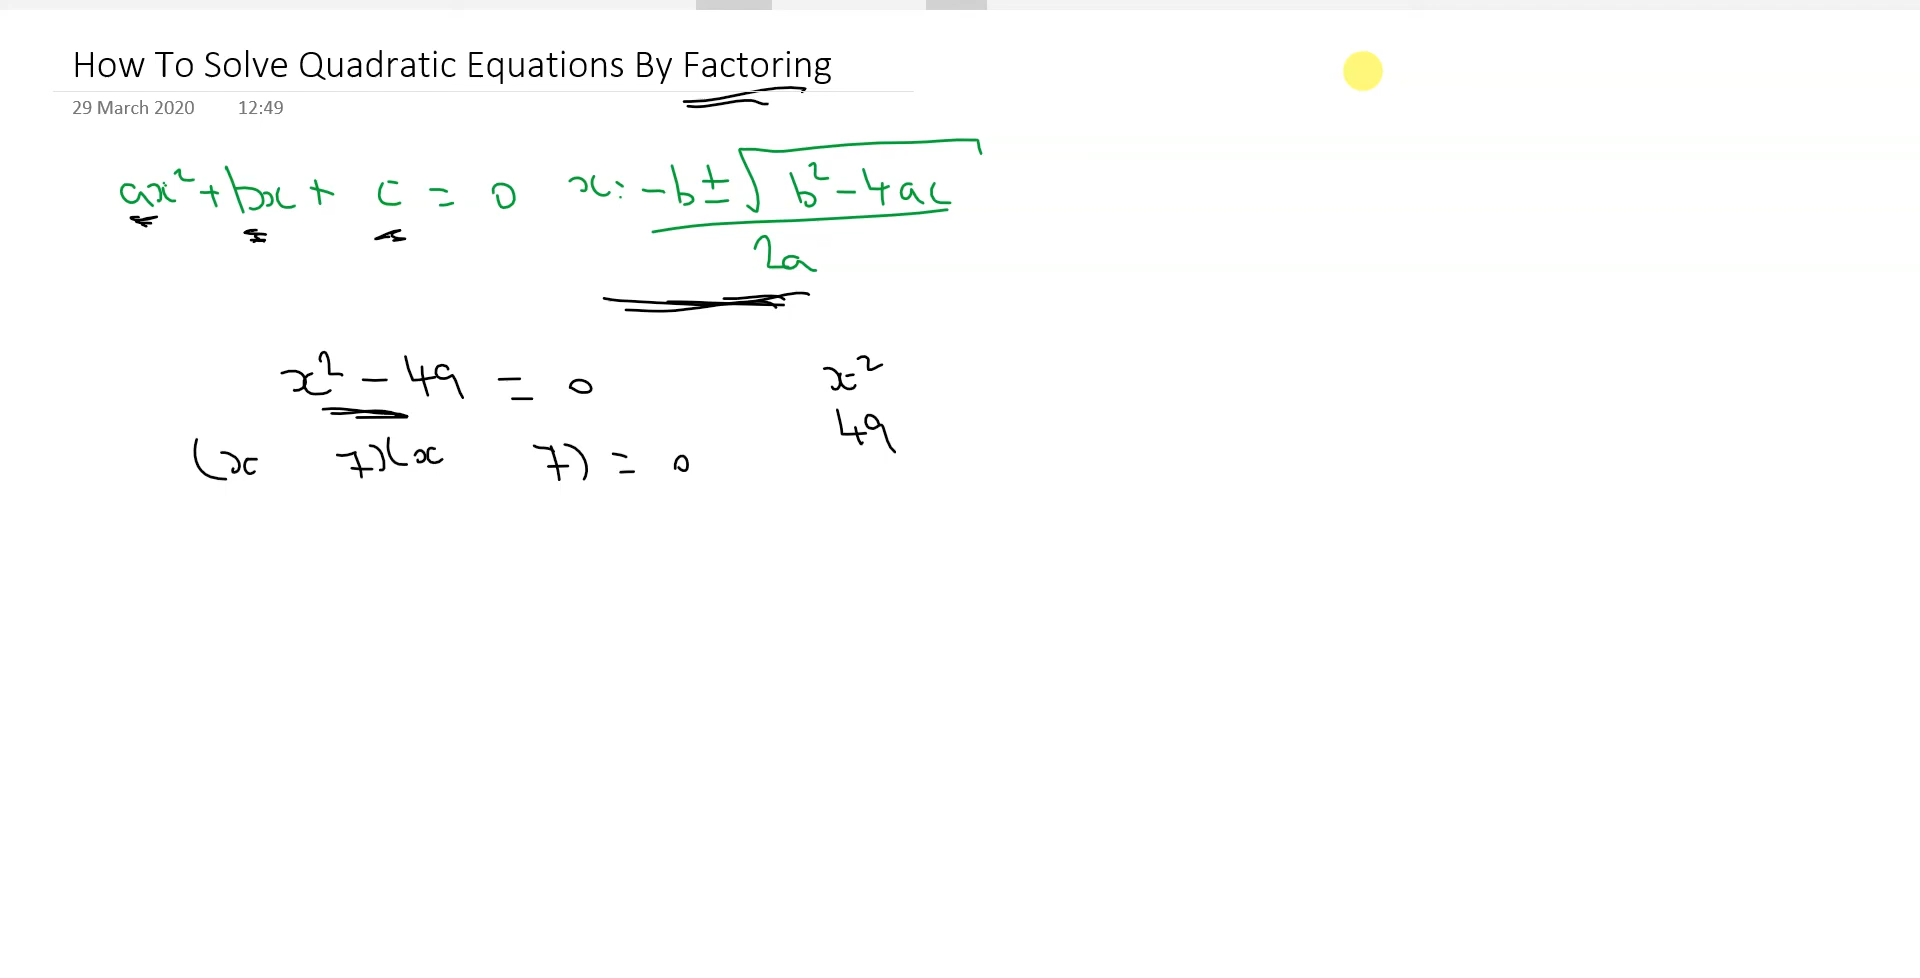 How To Solve Quadratic Equations By Factoring
29 March 2020 12:49
ax² + bx + c = 0 x: -b ± √b² - 4ac
2a
x² - 49 = 0 x²
49
(x 7)(x 7) = 0